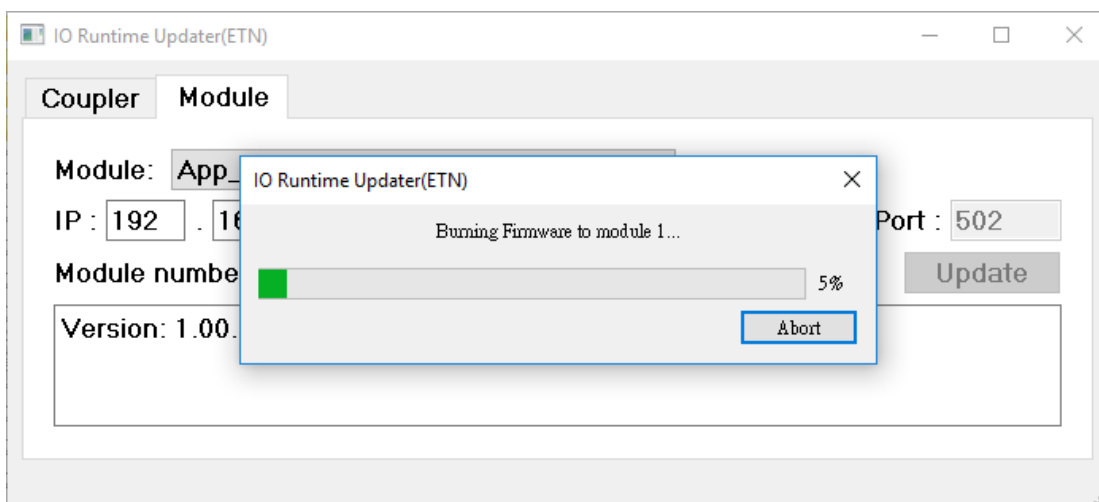 IO Runtime Updater(ETN)
Coupler Module
Module: App_
IO Runtime Updater(ETN)
IP : 192 . 16
Burning Firmware to module 1...
Port : 502
Module numbe
5%
Update
Version: 1.00.
Abort